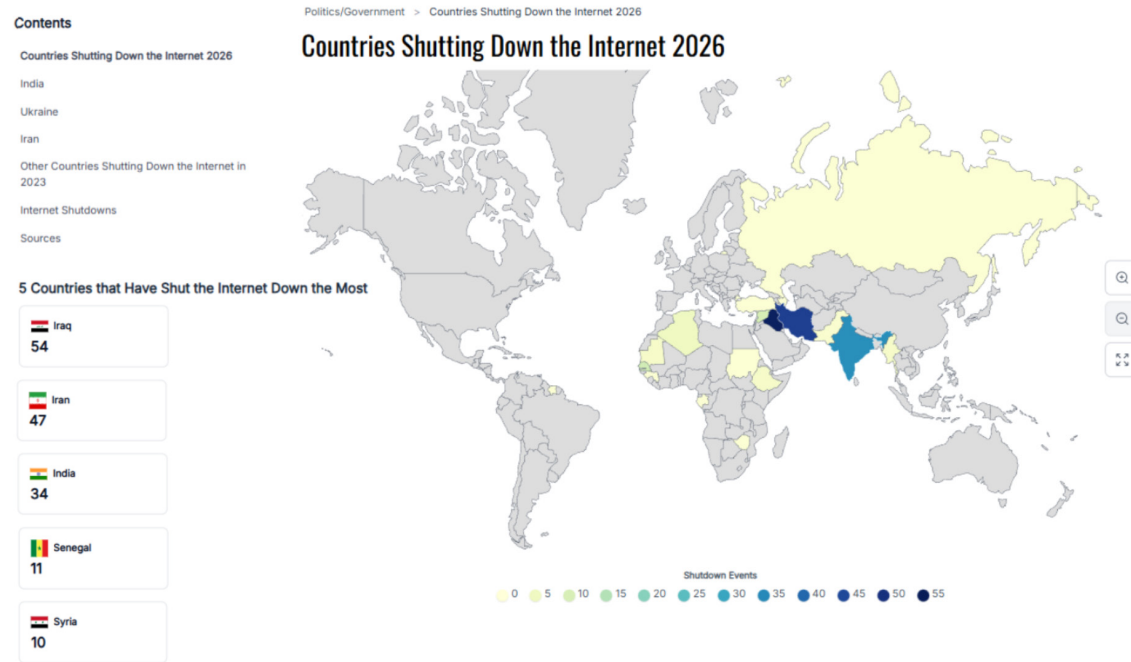 Contents
Countries Shutting Down the Internet 2026
India
Ukraine
Iran
Other Countries Shutting Down the Internet in
2023
Internet Shutdowns
Sources
5 Countries that Have Shut the Internet Down the Most
Iraq
54
Iran
47
India
34
Senegal
11
Syria
10
Politics/Government > Countries Shutting Down the Internet 2026
Countries Shutting Down the Internet 2026
Shutdown Events
0 5 10 15 20 25 30 35 40 45 50 55